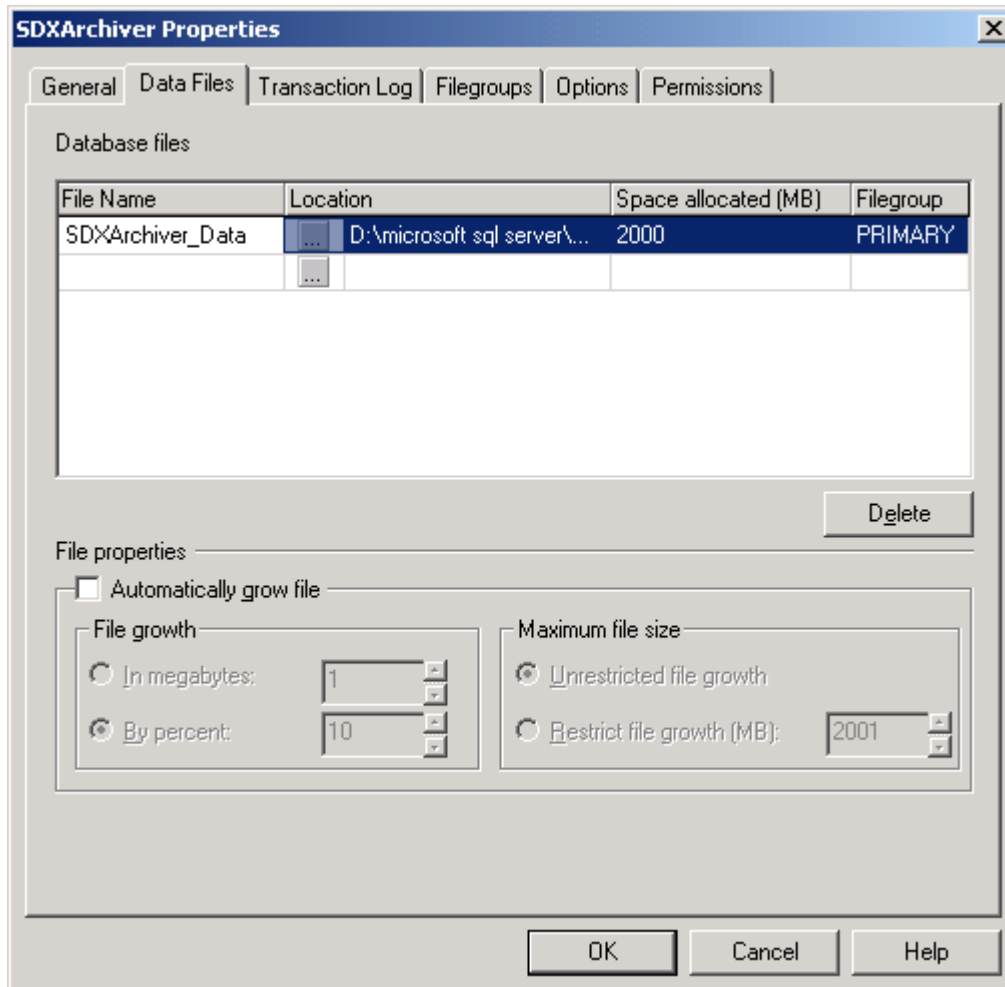 SDXArchiver Properties
General Data Files Transaction Log Filegroups Options Permissions
Database files
File Name Location Space allocated (MB) Filegroup
SDXArchiver_Data ... D:\microsoft sql server\... 2000 PRIMARY
...
Delete
File properties
Automatically grow file
File growth Maximum file size
In megabytes: 1 Unrestricted file growth
By percent: 10 Restrict file growth (MB): 2001
OK Cancel Help